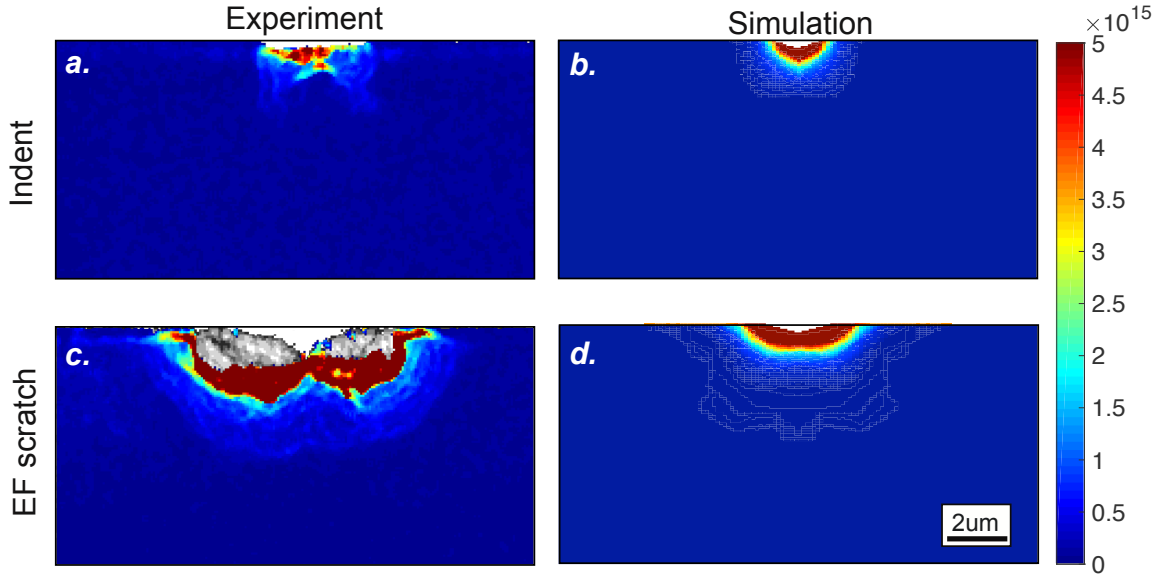 Experiment
Simulation
×10^15
Indent
a.
b.
5
4.5
4
3.5
3
2.5
2
1.5
1
0.5
0
EF scratch
c.
d.
2um